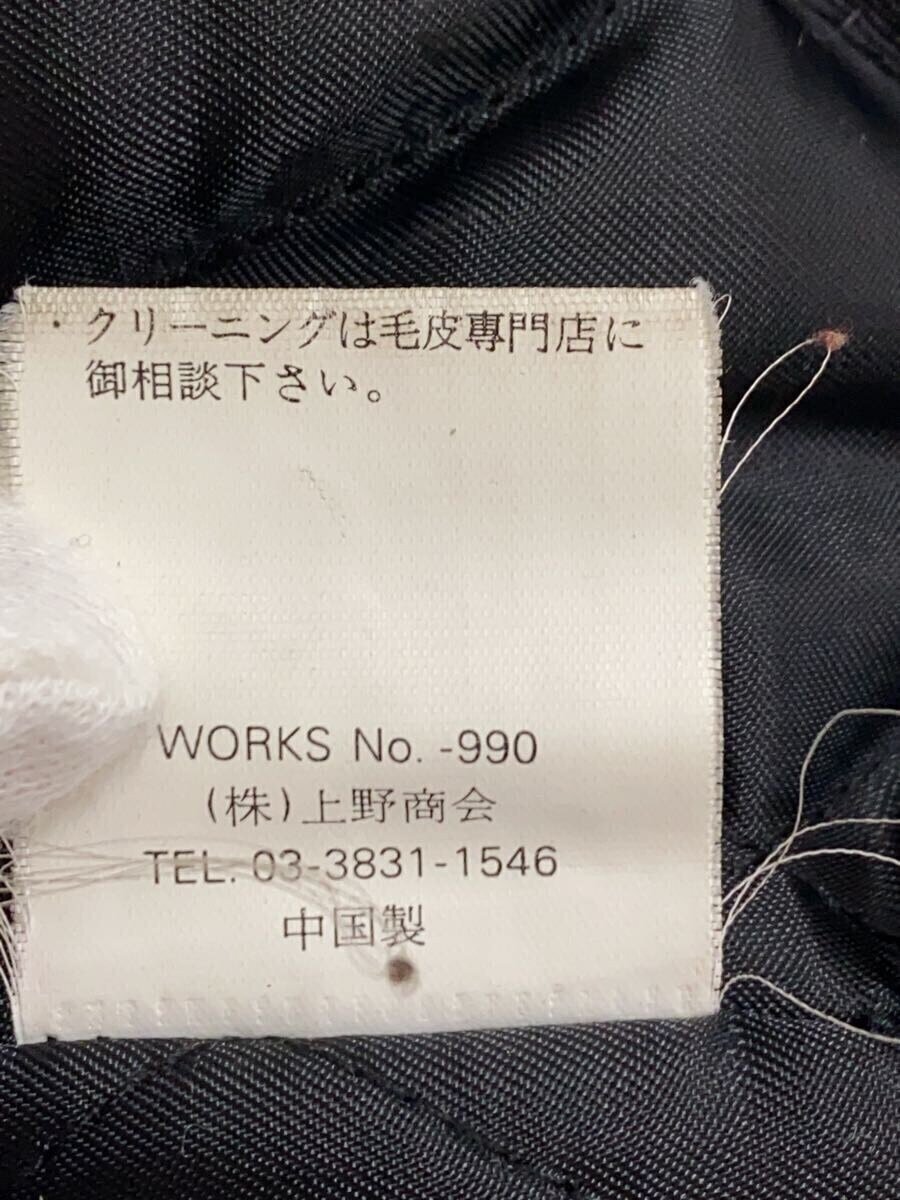 ・クリーニングは毛皮専門店に
御相談下さい。
WORKS No. -990
(株)上野商会
TEL. 03-3831-1546
中国製